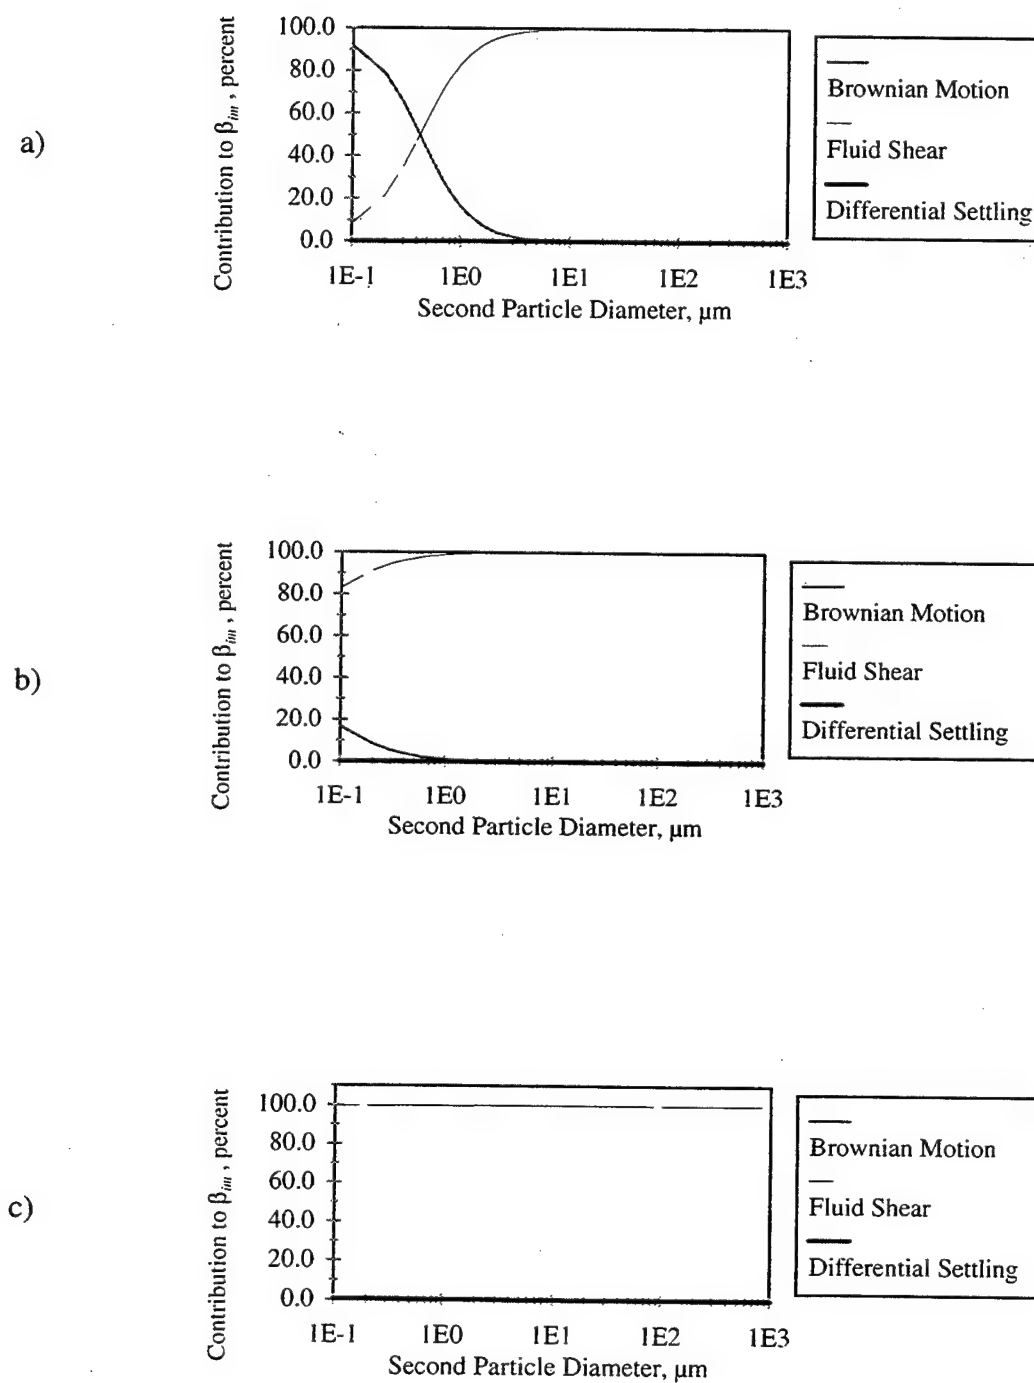 a)
Contribution to βim , percent
100.0
80.0
60.0
40.0
20.0
0.0
1E-1 1E0 1E1 1E2 1E3
Second Particle Diameter, µm
Brownian Motion
Fluid Shear
Differential Settling
b)
Contribution to βim , percent
100.0
80.0
60.0
40.0
20.0
0.0
1E-1 1E0 1E1 1E2 1E3
Second Particle Diameter, µm
Brownian Motion
Fluid Shear
Differential Settling
c)
Contribution to βim , percent
100.0
80.0
60.0
40.0
20.0
0.0
1E-1 1E0 1E1 1E2 1E3
Second Particle Diameter, µm
Brownian Motion
Fluid Shear
Differential Settling